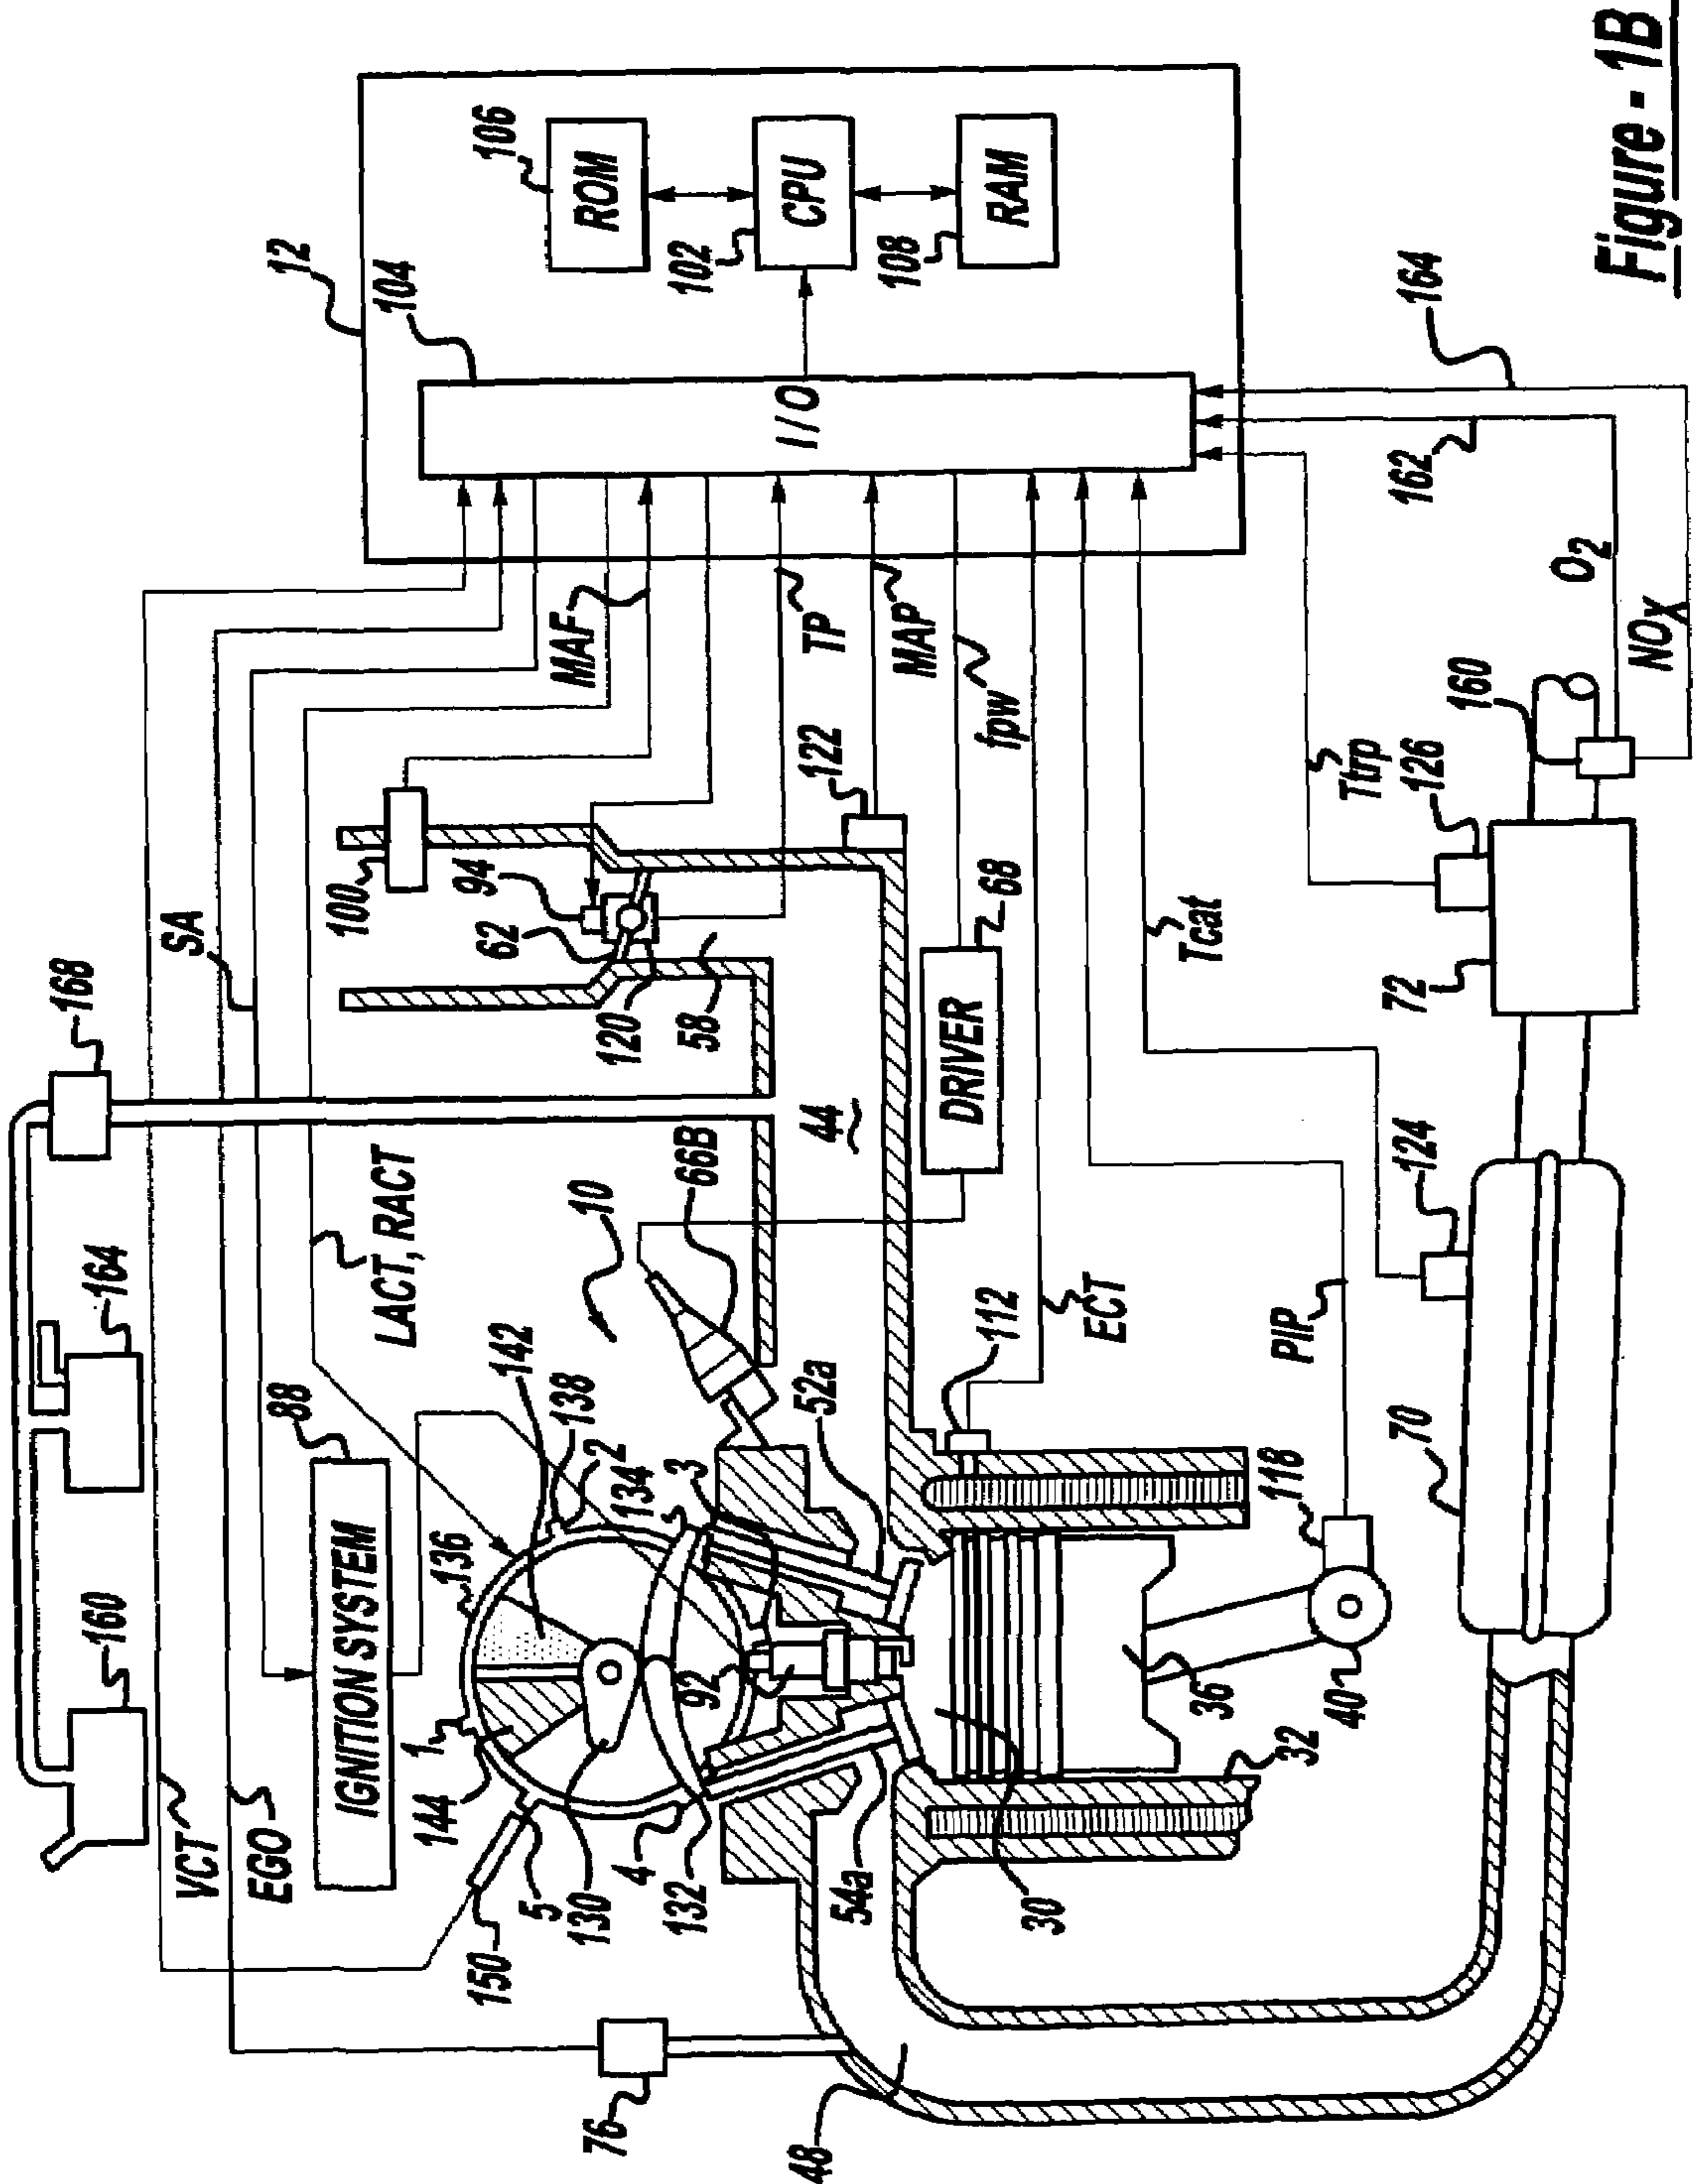 12
104
106
ROM
102
CPU
108
RAM
I/O
164
162
O2
NOX
160
MAF
TP
MAP
fpw
Ttrp
126
72
Tcat
124
70
122
100
94
62
120
58
SA
168
44
DRIVER
68
LACT, RACT
66B
10
112
ECT
PIP
118
164
160
88
IGNITION SYSTEM
142
138
2
134
3
52a
136
1
144
92
5
130
4
132
54a
30
36
40
32
VCT
EGO
150
76
48
Figure - 1B